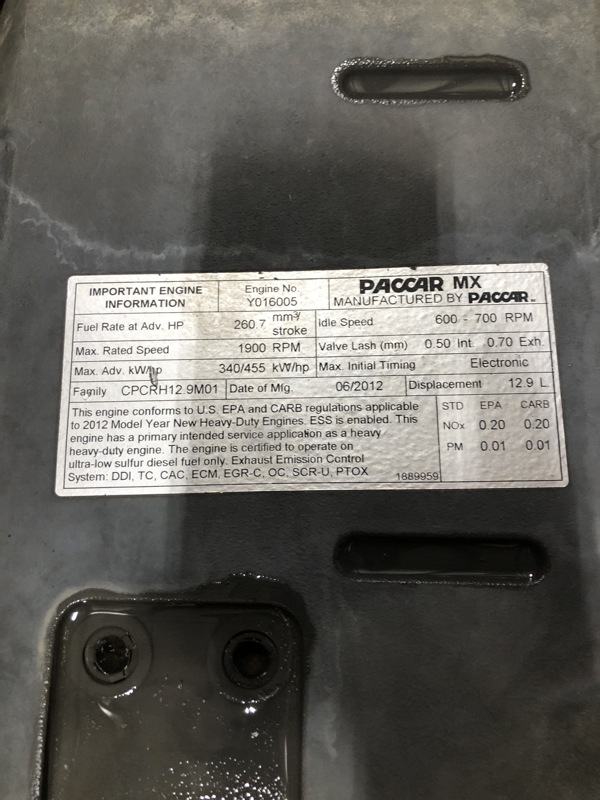 IMPORTANT ENGINE INFORMATION
Engine No. Y016005
PACCAR MX
MANUFACTURED BY PACCAR INC
Fuel Rate at Adv. HP 260.7 mm³/stroke
Idle Speed 600 - 700 RPM
Max. Rated Speed 1900 RPM
Valve Lash (mm) 0.50 Int. 0.70 Exh.
Max. Adv. kW/hp 340/455 kW/hp
Max. Initial Timing Electronic
Family CPCRH12.9M01
Date of Mfg. 06/2012
Displacement 12.9 L
This engine conforms to U.S. EPA and CARB regulations applicable
to 2012 Model Year New Heavy-Duty Engines. ESS is enabled. This
engine has a primary intended service application as a heavy
heavy-duty engine. The engine is certified to operate on
ultra-low sulfur diesel fuel only. Exhaust Emission Control
System: DDI, TC, CAC, ECM, EGR-C, OC, SCR-U, PTOX
1889959
STD EPA CARB
NOx 0.20 0.20
PM 0.01 0.01